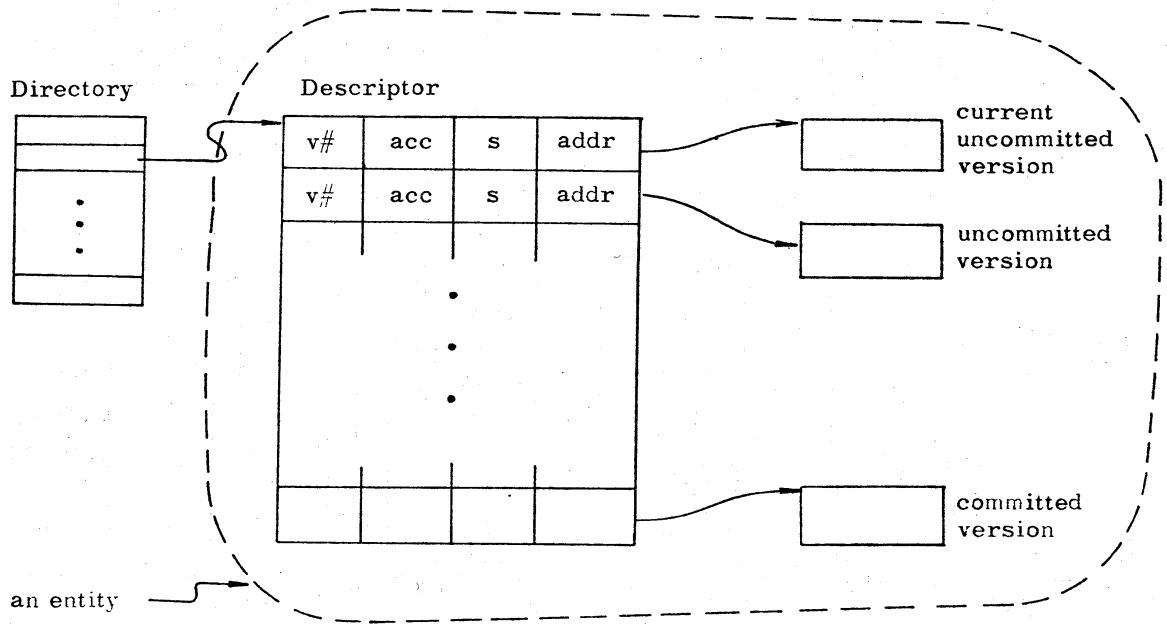 Directory
Descriptor
v# acc s addr
v# acc s addr
current
uncommitted
version
uncommitted
version
committed
version
an entity